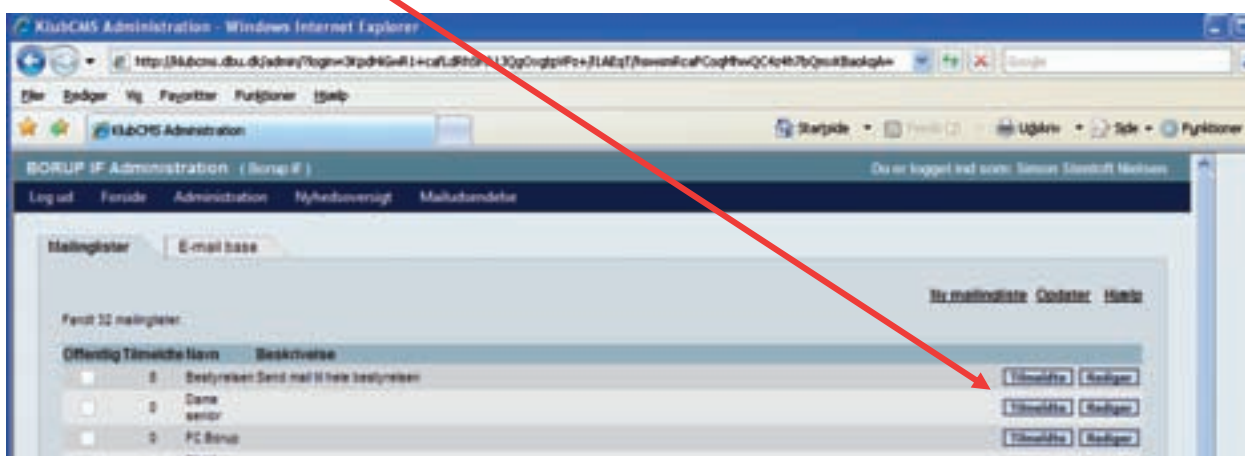 KlubCMS Administration - Windows Internet Explorer
Filer Rediger Vis Favoritter Funktioner Hjælp
KlubCMS Administration Startside Udskriv Side Funktioner
BORUP IF Administration ( Borup IF ) Du er logget ind som: Simon Stentoft Nielsen
Log ud Forside Administration Nyhedsoversigt Mailudsendelse
Mailinglister E-mail base
Ny mailingliste Opdater Hjælp
Fandt 32 mailinglister.
Offentlig Tilmeldte Navn Beskrivelse
0 Bestyrelsen Send mail til hele bestyrelsen Tilmeldte Rediger
0 Dame senior Tilmeldte Rediger
0 FC Borup Tilmeldte Rediger